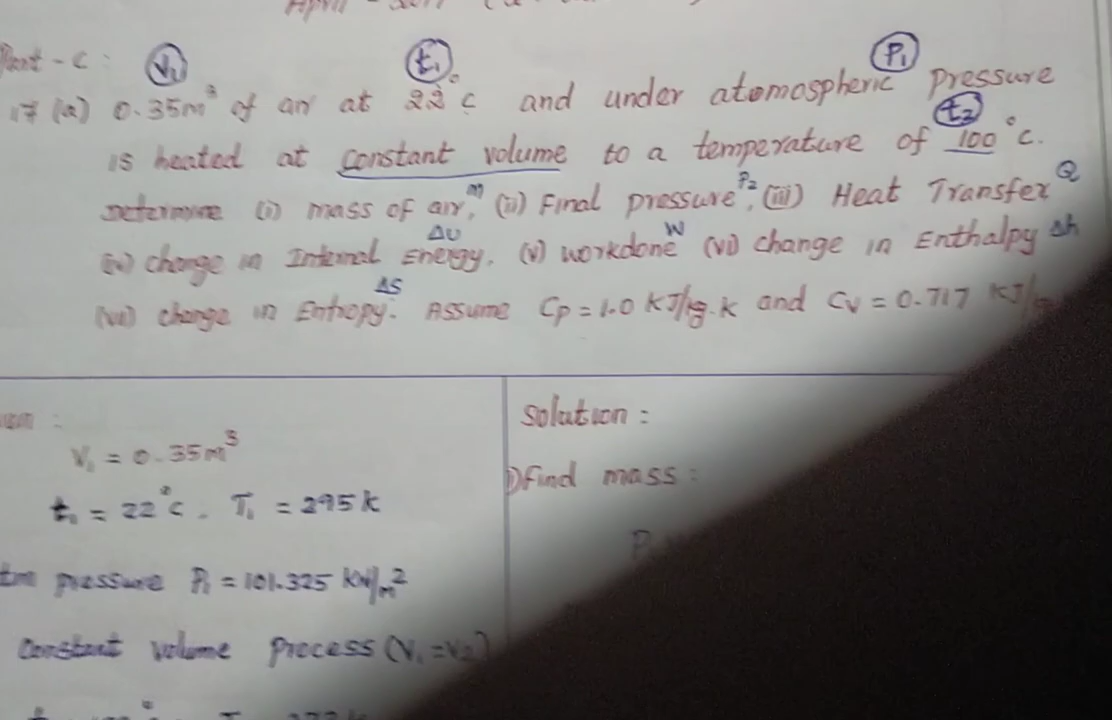 Part - C :
V₁ t₁ P₁
17 (a) 0.35m³ of air at 22°c and under atomospheric pressure
t₂
is heated at constant volume to a temperature of 100°c.
m P₂ Q
Determine (i) mass of air, (ii) Final pressure, (iii) Heat Transfer
ΔU W Δh
(iv) change in Internal Energy, (v) workdone (vi) change in Enthalpy
ΔS
(vii) change in Entropy. Assume Cp = 1.0 KJ/kg.k and Cv = 0.717 KJ/
V₁ = 0.35m³
t₁ = 22°c . T₁ = 295 k
pressure P₁ = 101.325 kN/m²
constant volume process (V₁ = V₂)
Solution :
i) Find mass :